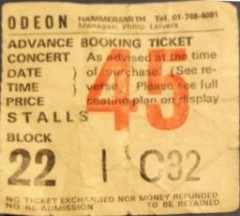 ODEON HAMMERSMITH Tel. 01-748-4081
Manager: Philip Leivers
ADVANCE BOOKING TICKET
CONCERT As advised at the time
DATE ) of purchase (See re-
TIME ) verse) Please see full
PRICE seating plan on display
48
STALLS
BLOCK
22 I C32
NO TICKET EXCHANGED NOR MONEY REFUNDED
NO RE-ADMISSION TO BE RETAINED